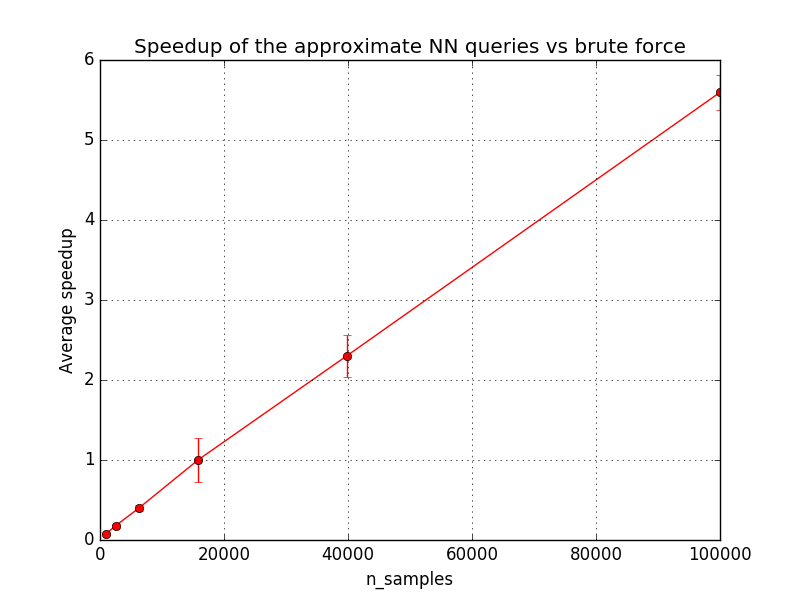 Speedup of the approximate NN queries vs brute force
6
5
4
3
2
1
0
Average speedup
0 20000 40000 60000 80000 100000
n_samples